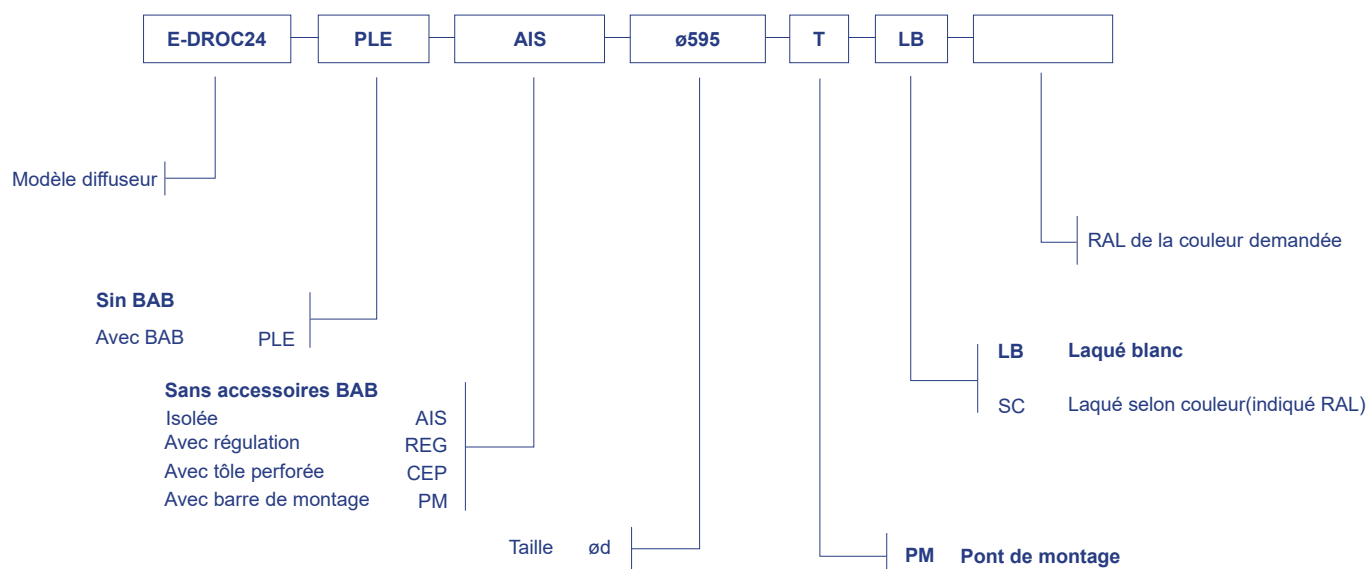 E-DROC24 PLE AIS ø595 T LB
Modèle diffuseur
RAL de la couleur demandée
Sin BAB
Avec BAB PLE
LB Laqué blanc
SC Laqué selon couleur(indiqué RAL)
Sans accessoires BAB
Isolée AIS
Avec régulation REG
Avec tôle perforée CEP
Avec barre de montage PM
Taille ød
PM Pont de montage